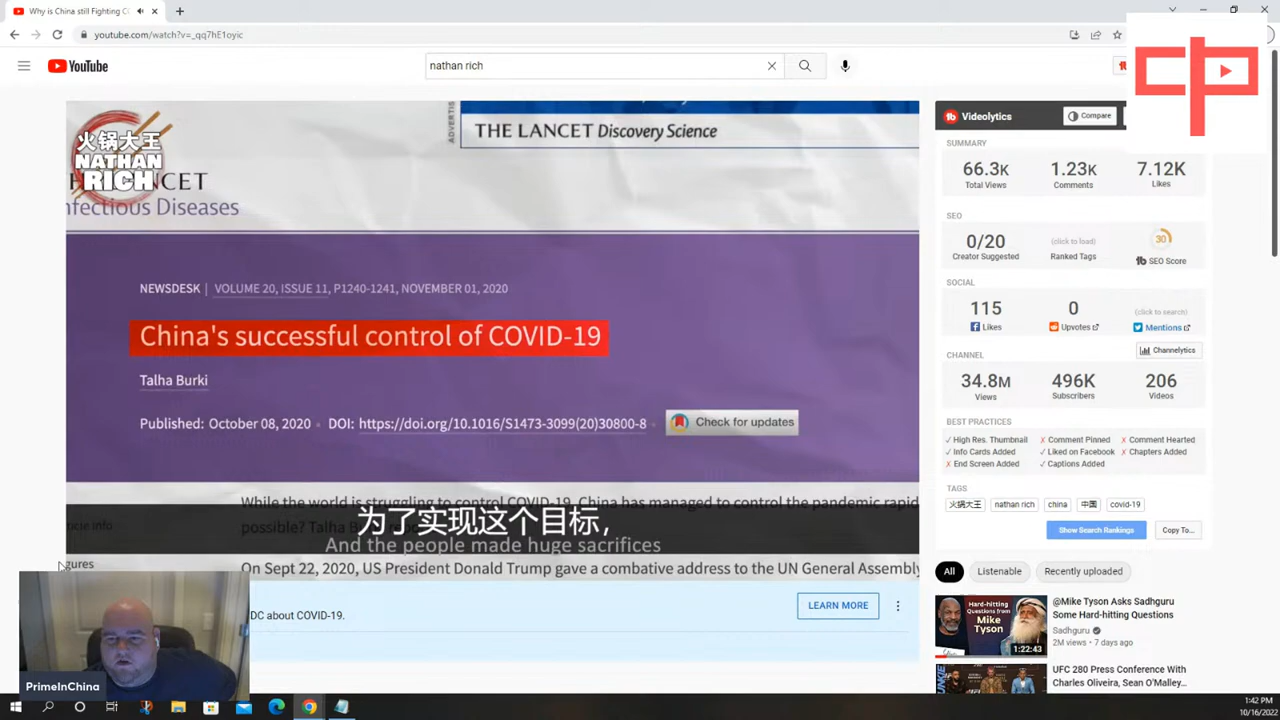 Why is China still Fighting C
youtube.com/watch?v=_qq7hE1oyic
YouTube
nathan rich
ADVERTIS
THE LANCET Discovery Science
火锅大王
NATHAN
RICH
NCET
nfectious Diseases
NEWSDESK | VOLUME 20, ISSUE 11, P1240-1241, NOVEMBER 01, 2020
China's successful control of COVID-19
Talha Burki
Published: October 08, 2020 • DOI: https://doi.org/10.1016/S1473-3099(20)30800-8
Check for updates
While the world is struggling to control COVID-19, China has managed to control the pandemic rapid
possible? Talha Bur
为了实现这个目标，
And the people made huge sacrifices
On Sept 22, 2020, US President Donald Trump gave a combative address to the UN General Assembly
icle info
gures
DC about COVID-19.
LEARN MORE
PrimeInChina
Videolytics
Compare
SUMMARY
66.3K 1.23K 7.12K
Total Views Comments Likes
SEO
0/20 (click to load) 30
Creator Suggested Ranked Tags SEO Score
SOCIAL
115 0 (click to search)
Likes Upvotes Mentions
CHANNEL Channelytics
34.8M 496K 206
Views Subscribers Videos
BEST PRACTICES
✓ High Res. Thumbnail ✗ Comment Pinned ✗ Comment Hearted
✓ Info Cards Added ✓ Liked on Facebook ✗ Chapters Added
✗ End Screen Added ✓ Captions Added
TAGS
火锅大王 nathan rich china 中国 covid-19
Show Search Rankings Copy To...
All Listenable Recently uploaded
Hard-hitting
Questions from
Mike
Tyson
1:22:43
@Mike Tyson Asks Sadhguru
Some Hard-hitting Questions
Sadhguru
2M views • 7 days ago
UFC 280 Press Conference With
Charles Oliveira, Sean O'Malley...
1:42 PM
10/16/2022